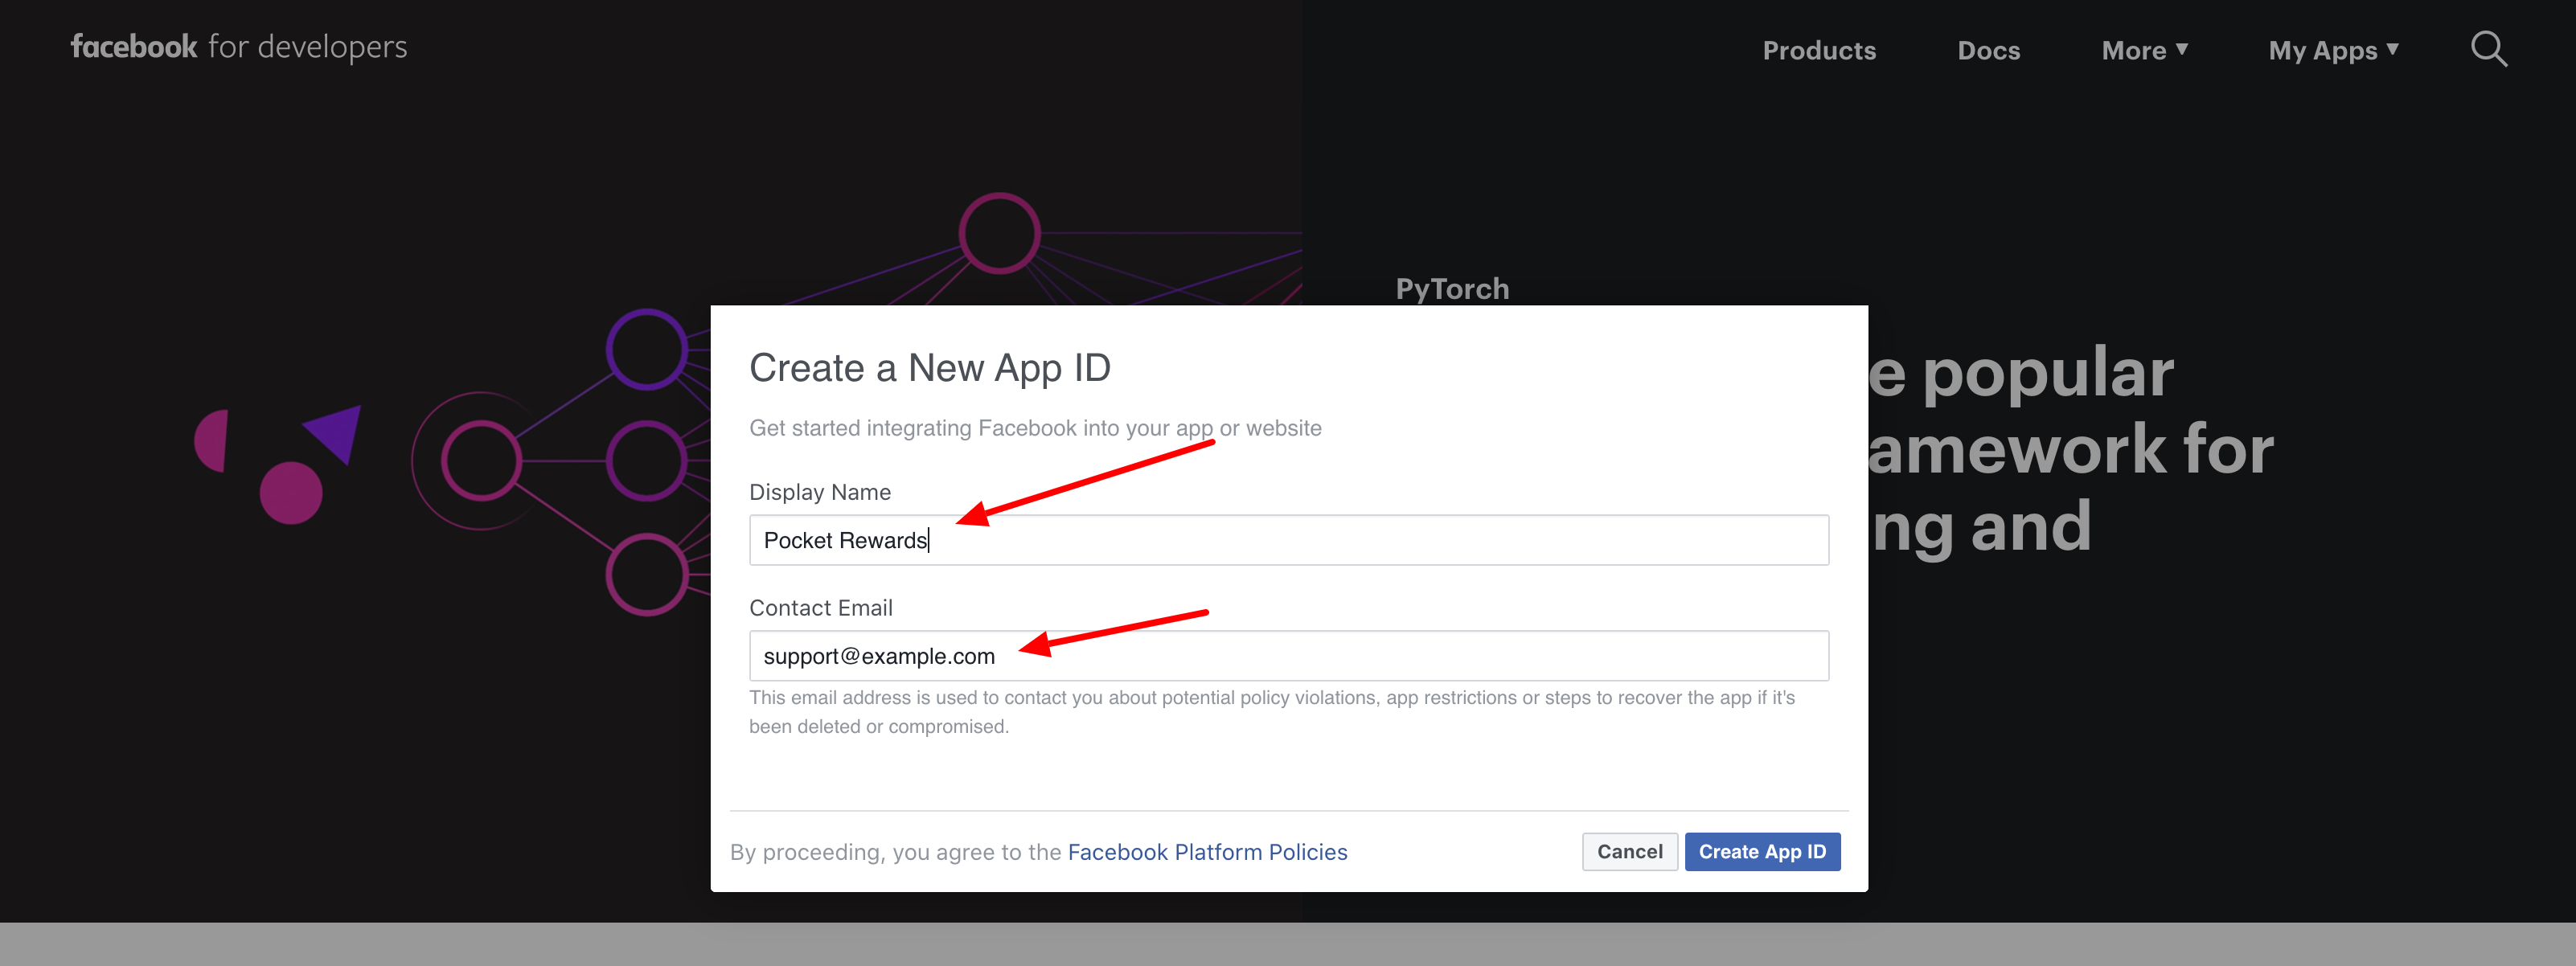 facebook for developers
Products
Docs
More
My Apps
PyTorch
e popular
amework for
ng and
Create a New App ID
Get started integrating Facebook into your app or website
Display Name
Pocket Rewards
Contact Email
support@example.com
This email address is used to contact you about potential policy violations, app restrictions or steps to recover the app if it's
been deleted or compromised.
By proceeding, you agree to the Facebook Platform Policies
Cancel
Create App ID